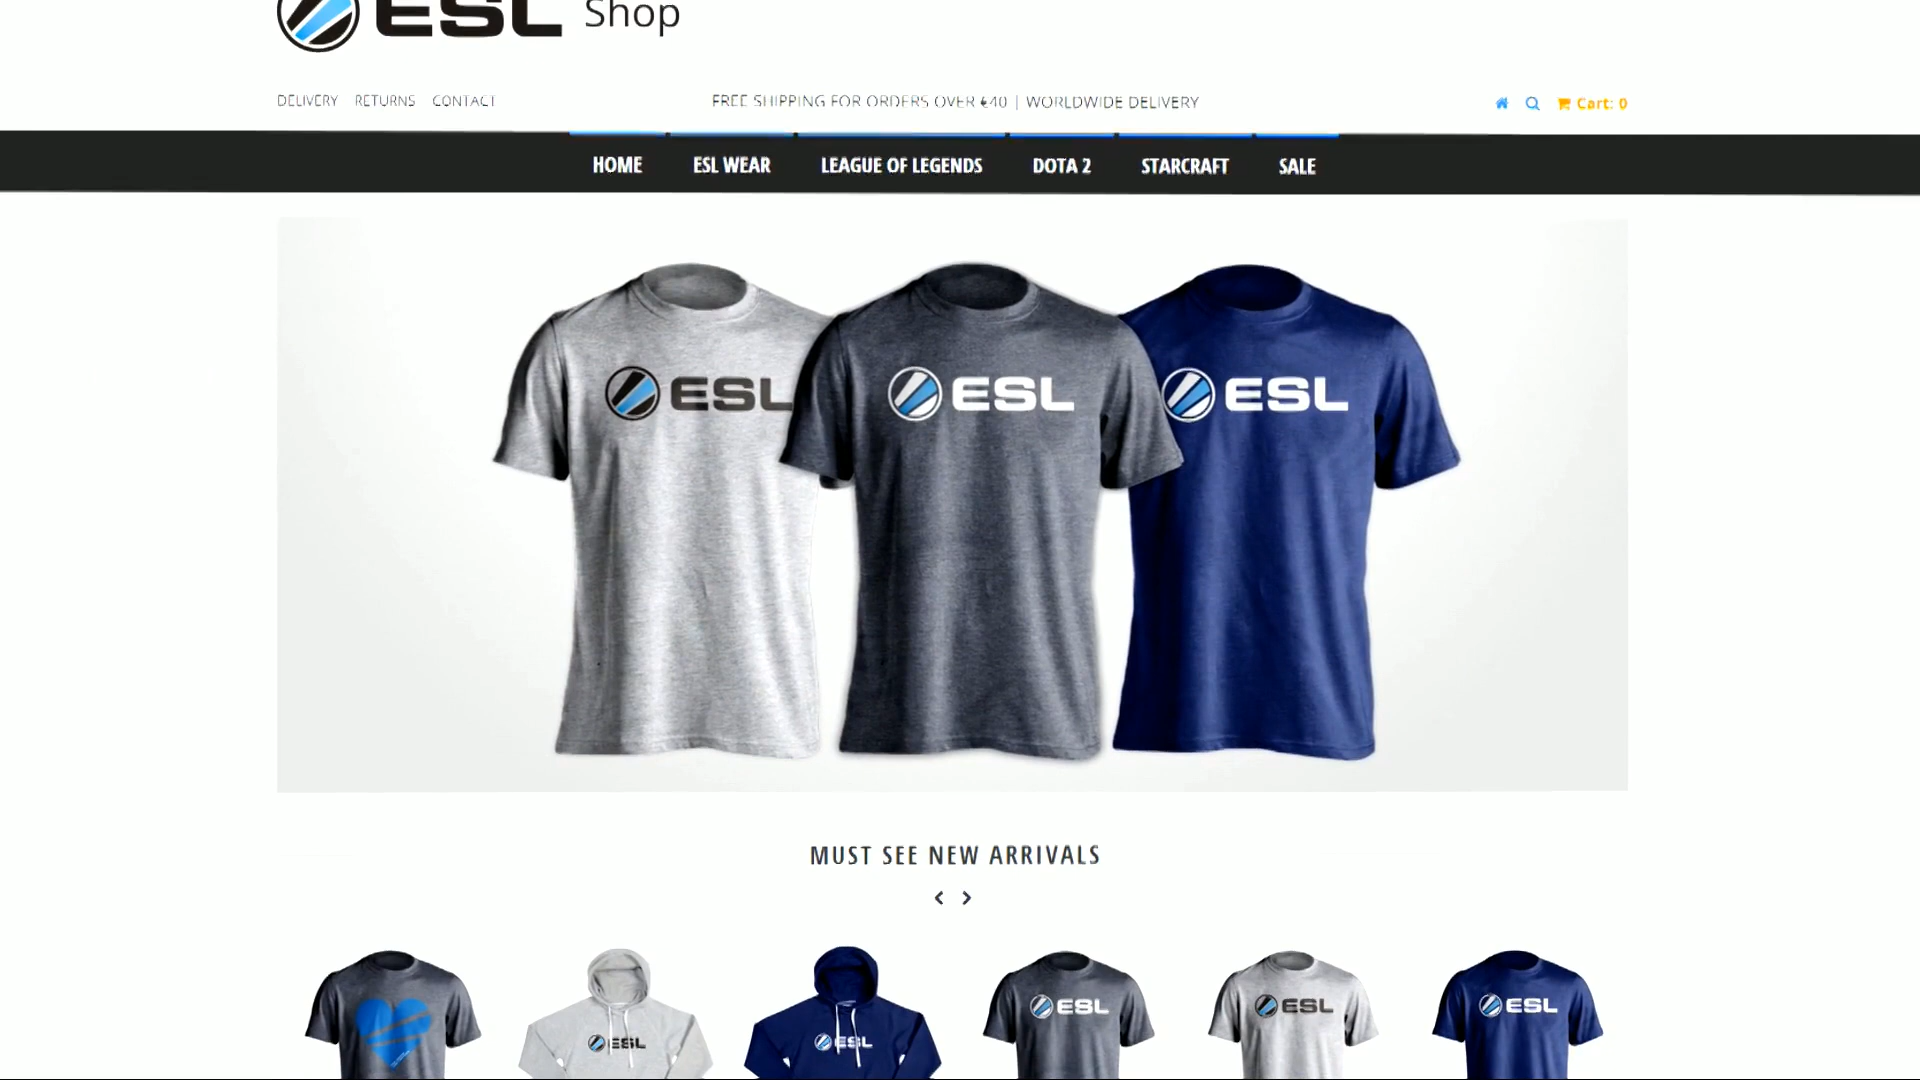 ESL Shop
DELIVERY RETURNS CONTACT
FREE SHIPPING FOR ORDERS OVER €40 | WORLDWIDE DELIVERY
Cart: 0
HOME ESL WEAR LEAGUE OF LEGENDS DOTA 2 STARCRAFT SALE
ESL ESL ESL
MUST SEE NEW ARRIVALS
ESL ESL ESL ESL ESL